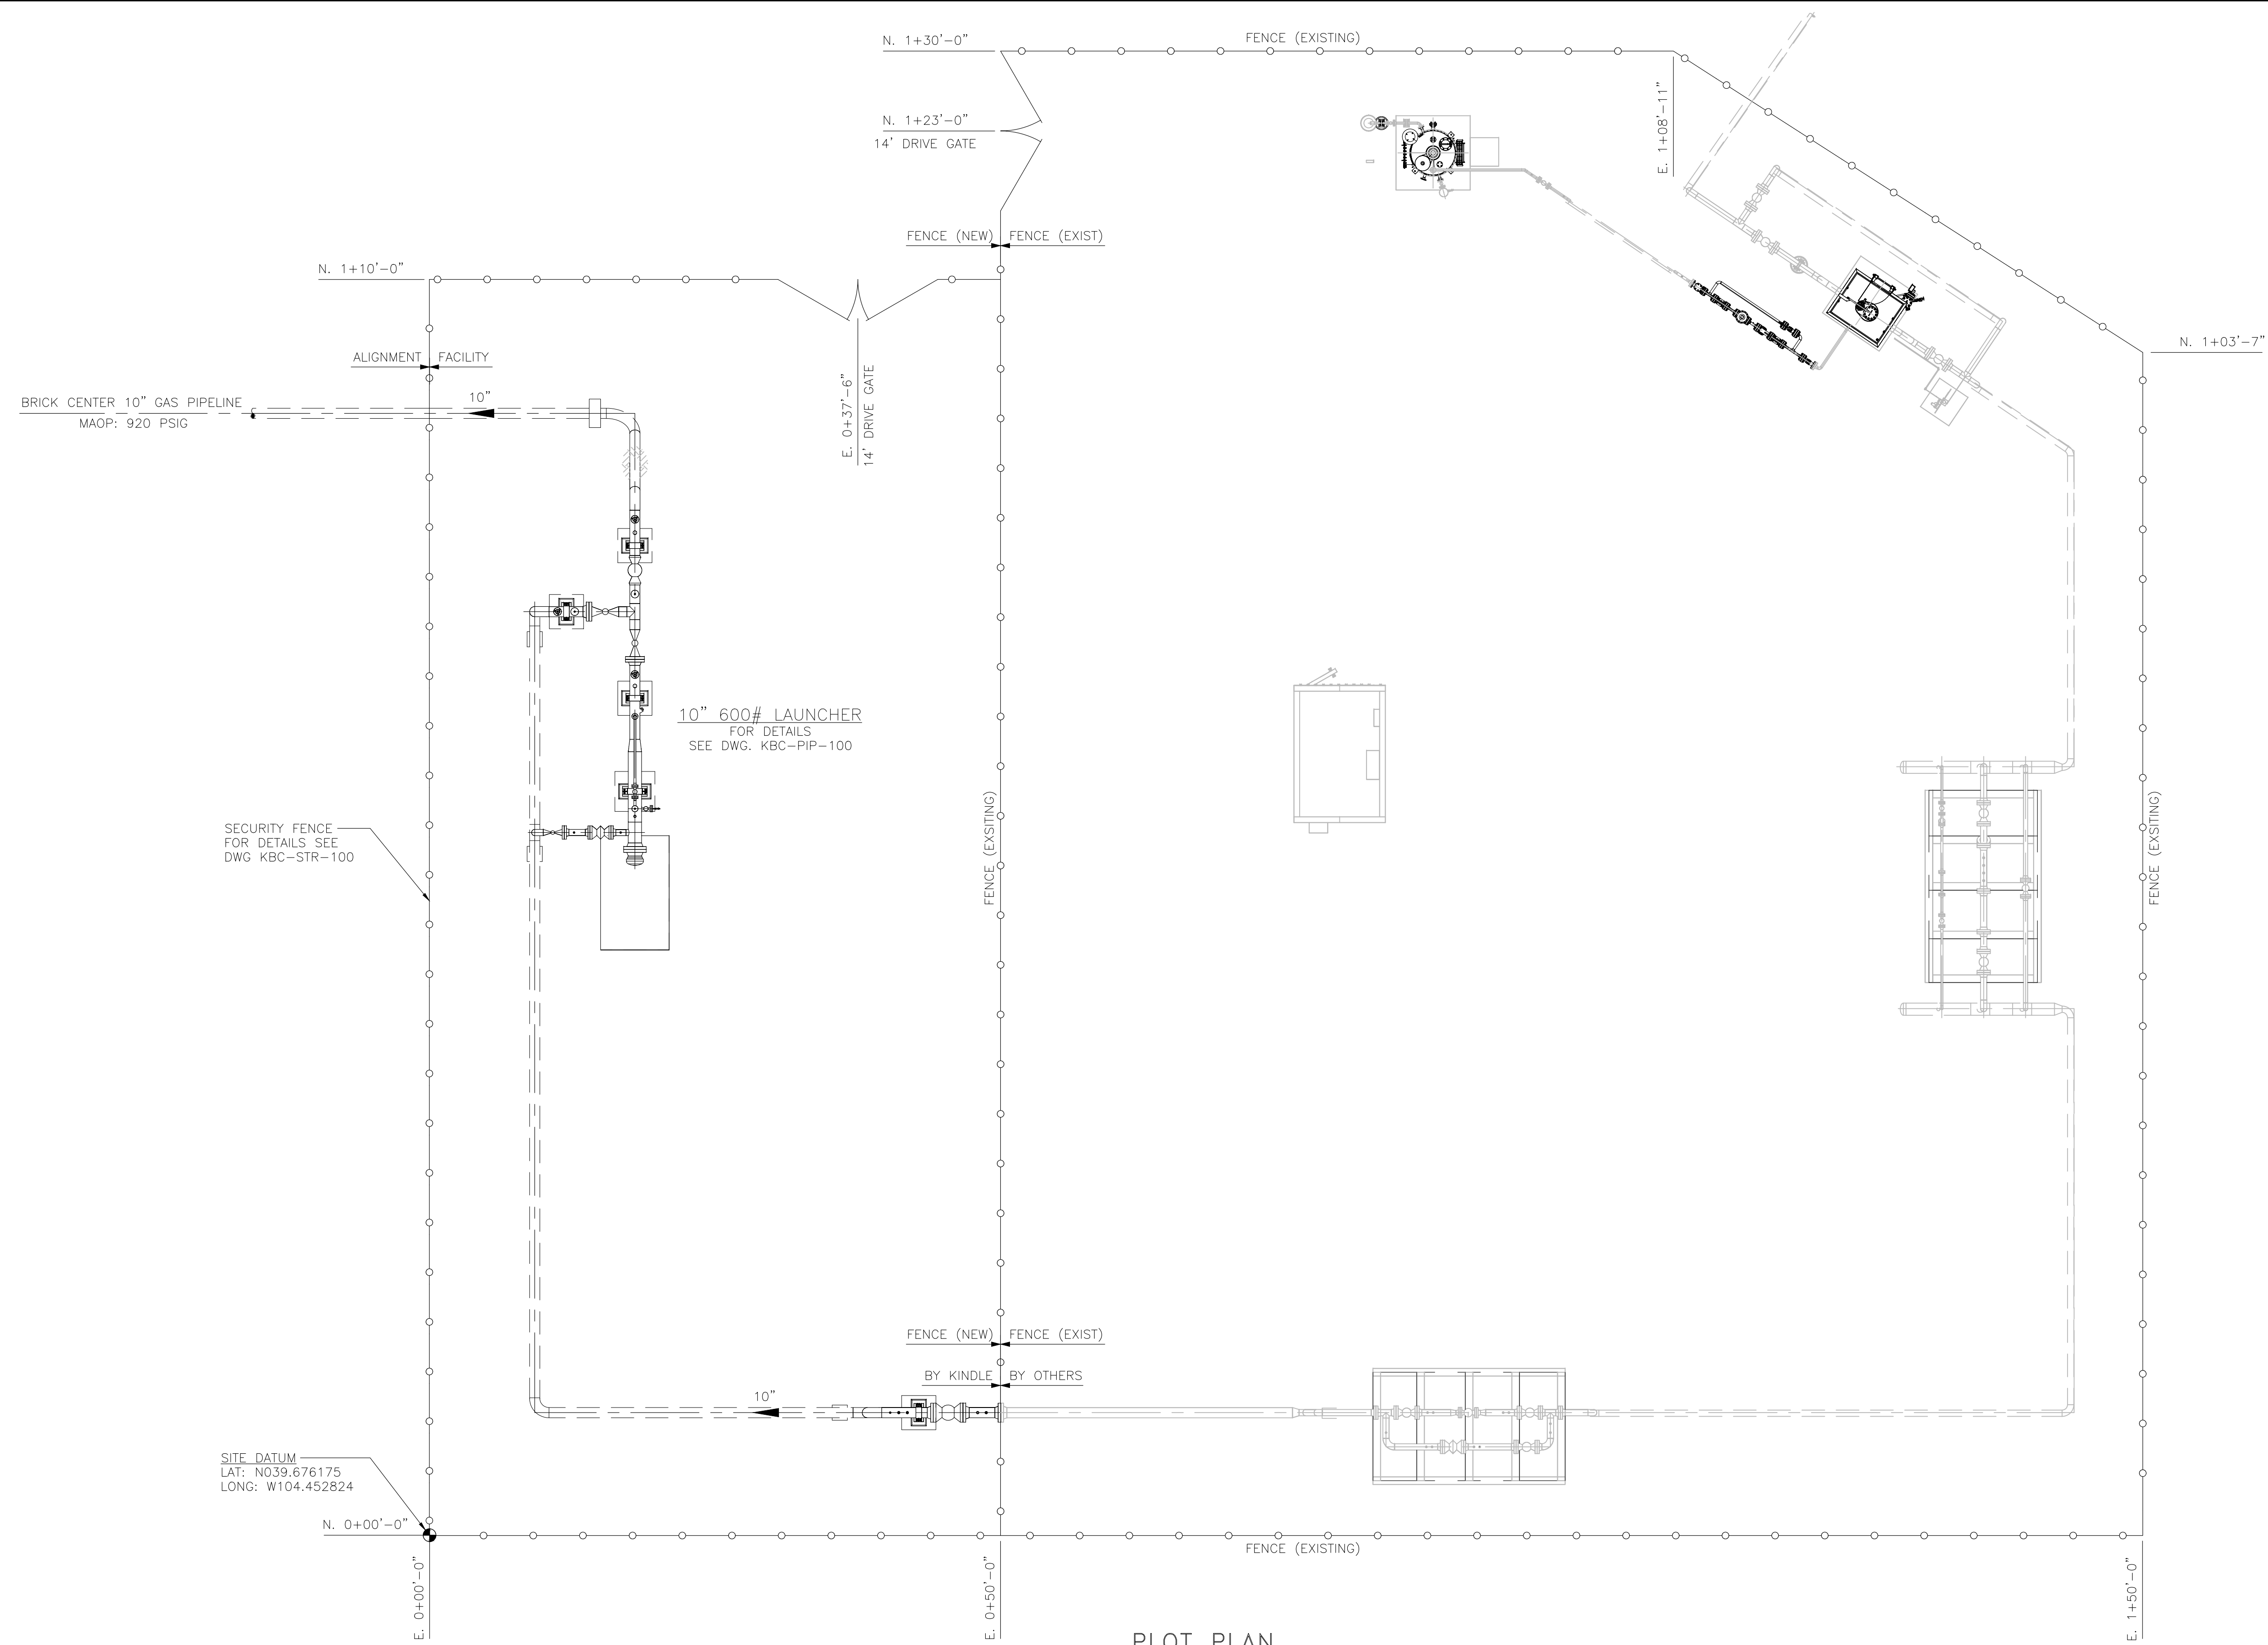 N. 1+30'-0"
FENCE (EXISTING)
E. 1+08'-11"
N. 1+23'-0"
14' DRIVE GATE
FENCE (NEW) FENCE (EXIST)
N. 1+10'-0"
ALIGNMENT FACILITY
N. 1+03'-7"
BRICK CENTER 10" GAS PIPELINE
MAOP: 920 PSIG
10"
E. 0+37'-6"
14' DRIVE GATE
10" 600# LAUNCHER
FOR DETAILS
SEE DWG. KBC-PIP-100
SECURITY FENCE
FOR DETAILS SEE
DWG KBC-STR-100
FENCE (EXSITING)
FENCE (EXSITING)
FENCE (NEW) FENCE (EXIST)
BY KINDLE BY OTHERS
10"
SITE DATUM
LAT: N039.676175
LONG: W104.452824
N. 0+00'-0"
FENCE (EXISTING)
E. 0+00'-0"
E. 0+50'-0"
E. 1+50'-0"
PLOT PLAN